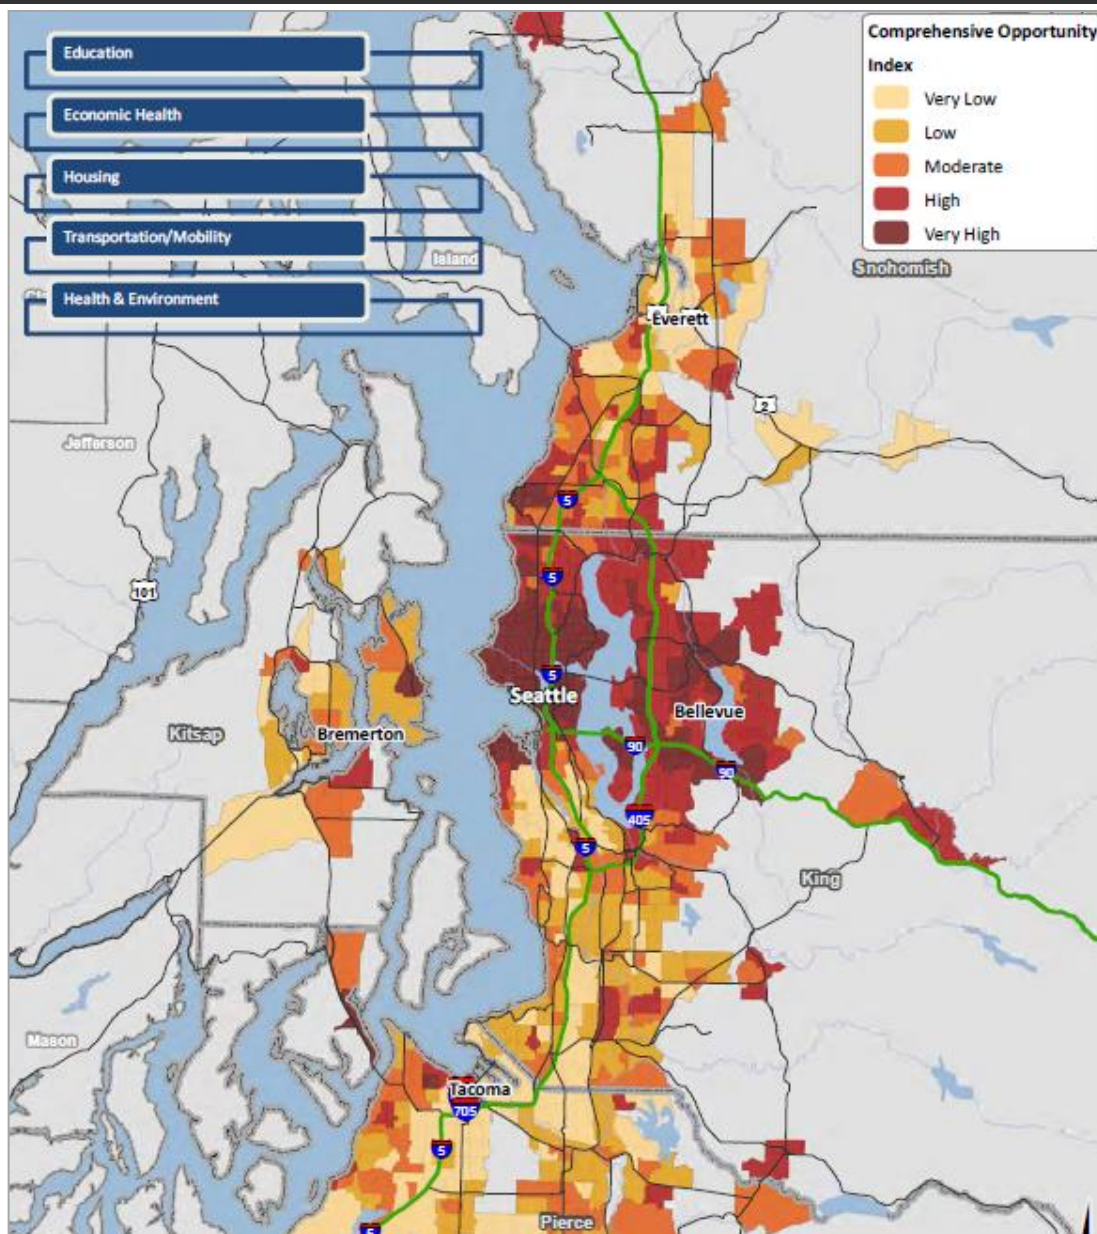 Education
Economic Health
Housing
Transportation/Mobility
Health & Environment
Comprehensive Opportunity
Index
Very Low
Low
Moderate
High
Very High
Island
Snohomish
Everett
2
Jefferson
5
101
5
5
Seattle
Bellevue
Kitsap
Bremerton
90
90
405
5
King
Mason
Tacoma
705
5
Pierce
5